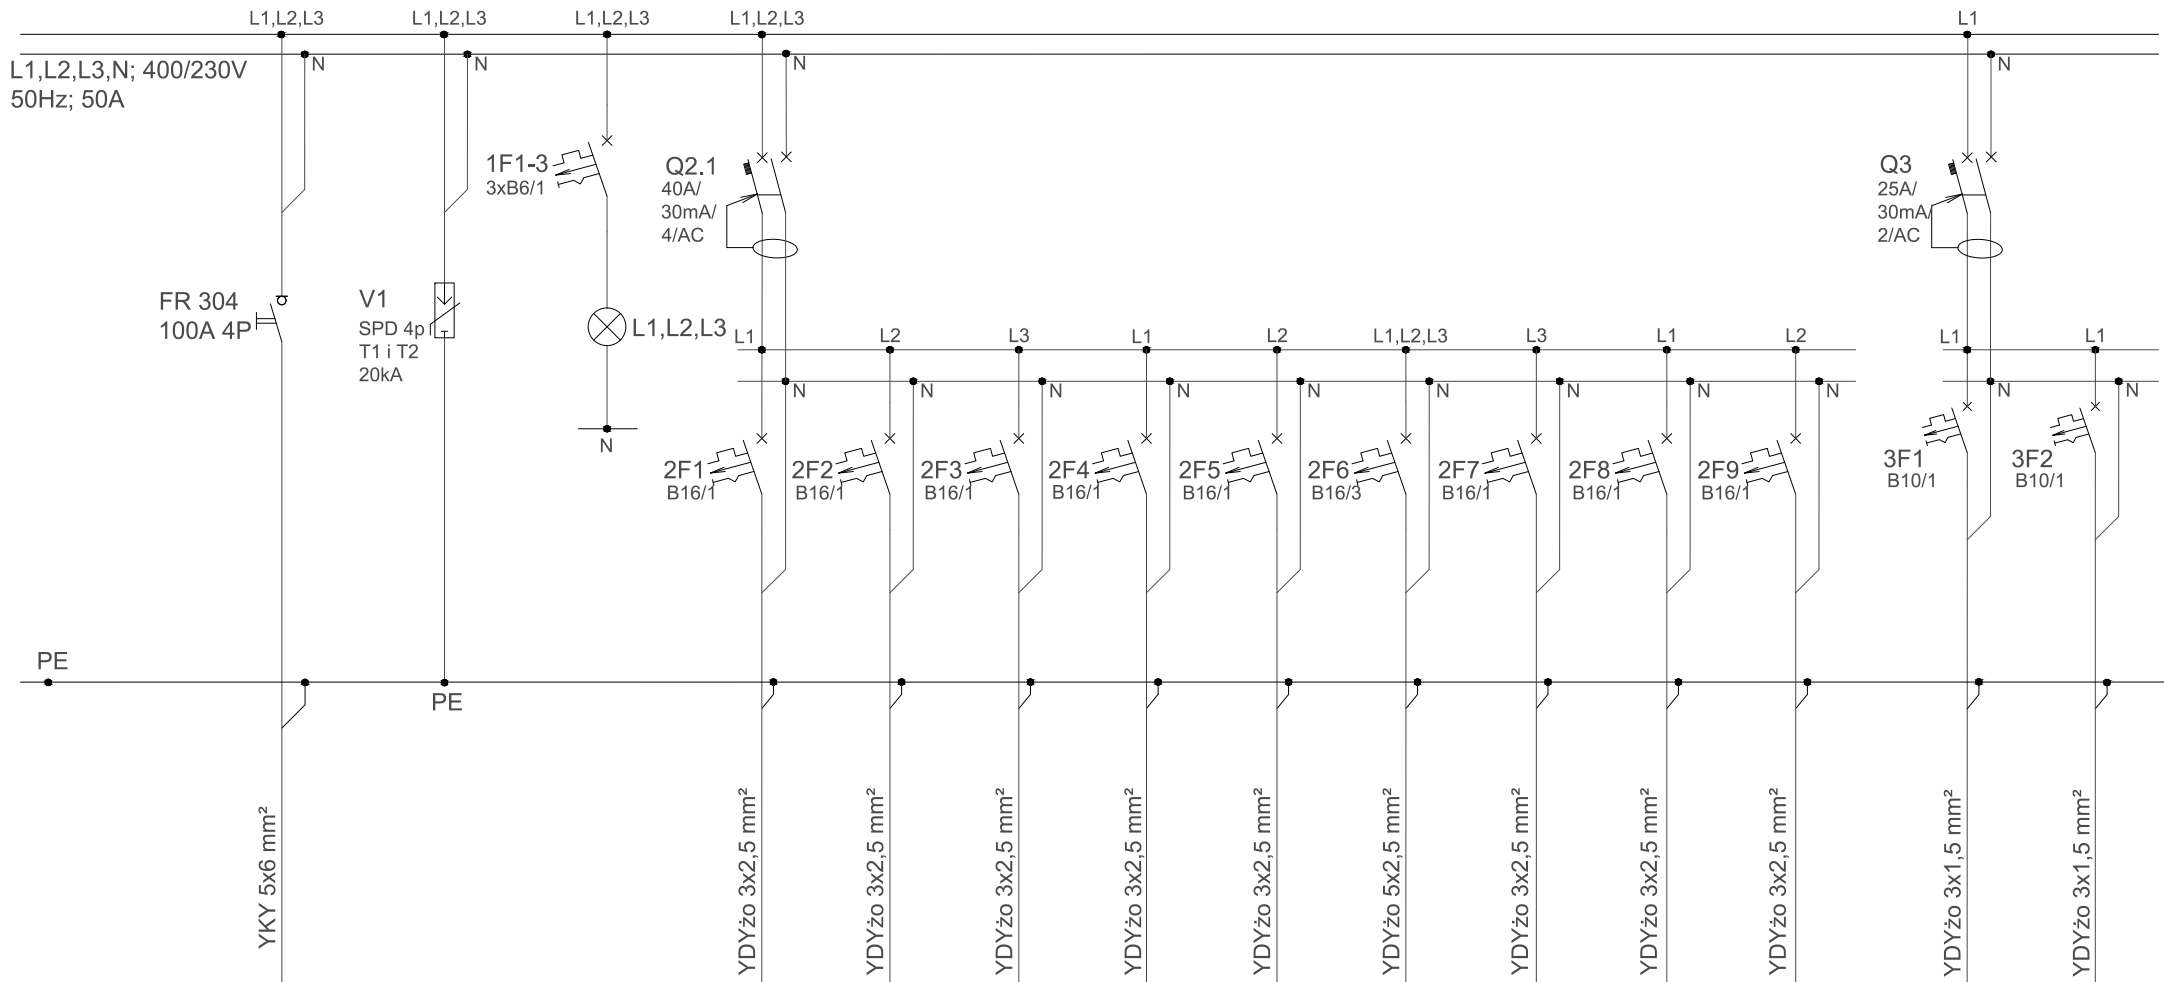 L1,L2,L3
L1,L2,L3
L1,L2,L3
L1,L2,L3
L1
N
N
N
N
L1,L2,L3,N; 400/230V
50Hz; 50A
1F1-3
3xB6/1
Q2.1
40A/
30mA/
4/AC
Q3
25A/
30mA/
2/AC
FR 304
100A 4P
V1
SPD 4p
T1 i T2
20kA
L1,L2,L3
N
L1
L2
L3
L1
L2
L1,L2,L3
L3
L1
L2
L1
L1
N
N
N
N
N
N
N
N
N
N
N
2F1
B16/1
2F2
B16/1
2F3
B16/1
2F4
B16/1
2F5
B16/1
2F6
B16/3
2F7
B16/1
2F8
B16/1
2F9
B16/1
3F1
B10/1
3F2
B10/1
PE
PE
YKY 5x6 mm²
YDYżo 3x2,5 mm²
YDYżo 3x2,5 mm²
YDYżo 3x2,5 mm²
YDYżo 3x2,5 mm²
YDYżo 3x2,5 mm²
YDYżo 5x2,5 mm²
YDYżo 3x2,5 mm²
YDYżo 3x2,5 mm²
YDYżo 3x2,5 mm²
YDYżo 3x1,5 mm²
YDYżo 3x1,5 mm²